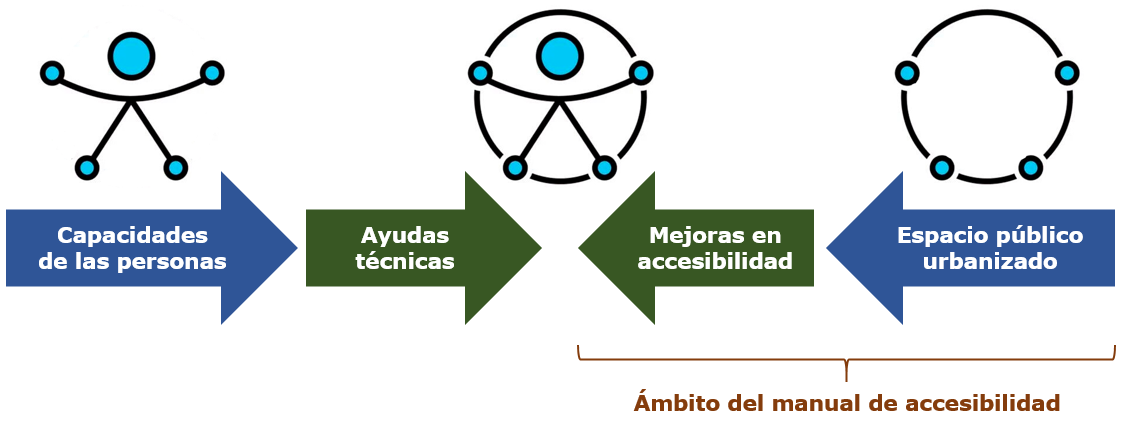 Capacidades
de las personas
Ayudas
técnicas
Mejoras en
accesibilidad
Espacio público
urbanizado
Ámbito del manual de accesibilidad